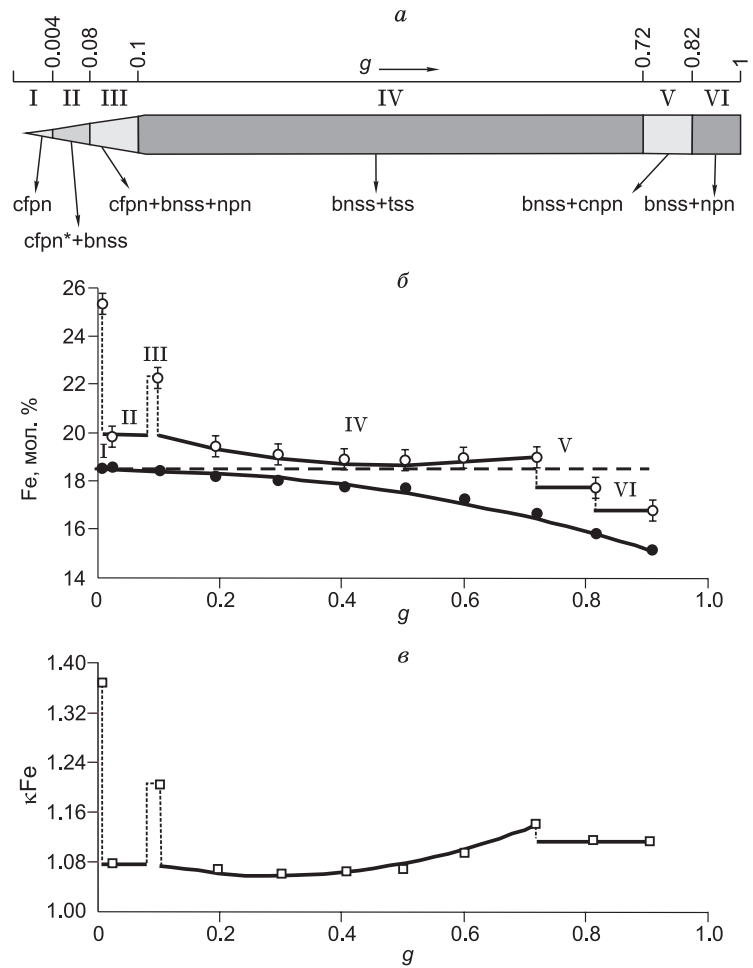 а
0.004
0.08
0.1
g
0.72
0.82
1
I
II
III
IV
V
VI
cfpn
cfpn*+bnss
cfpn+bnss+npn
bnss+tss
bnss+cnpn
bnss+npn
б
26
24
22
20
18
16
14
Fe, мол. %
I
II
III
IV
V
VI
0
0.2
0.4
0.6
0.8
1.0
g
в
1.40
1.32
1.24
1.16
1.08
1.00
κFe
0
0.2
0.4
0.6
0.8
1.0
g